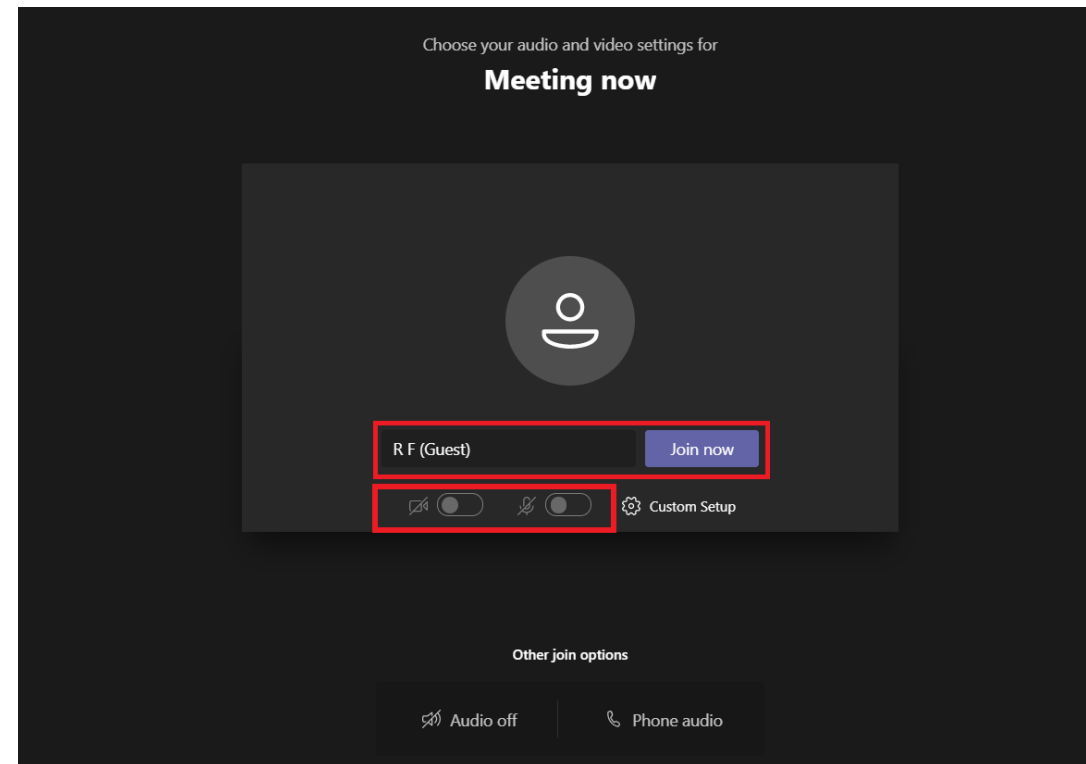 Choose your audio and video settings for
Meeting now
R F (Guest)
Join now
Custom Setup
Other join options
Audio off
Phone audio